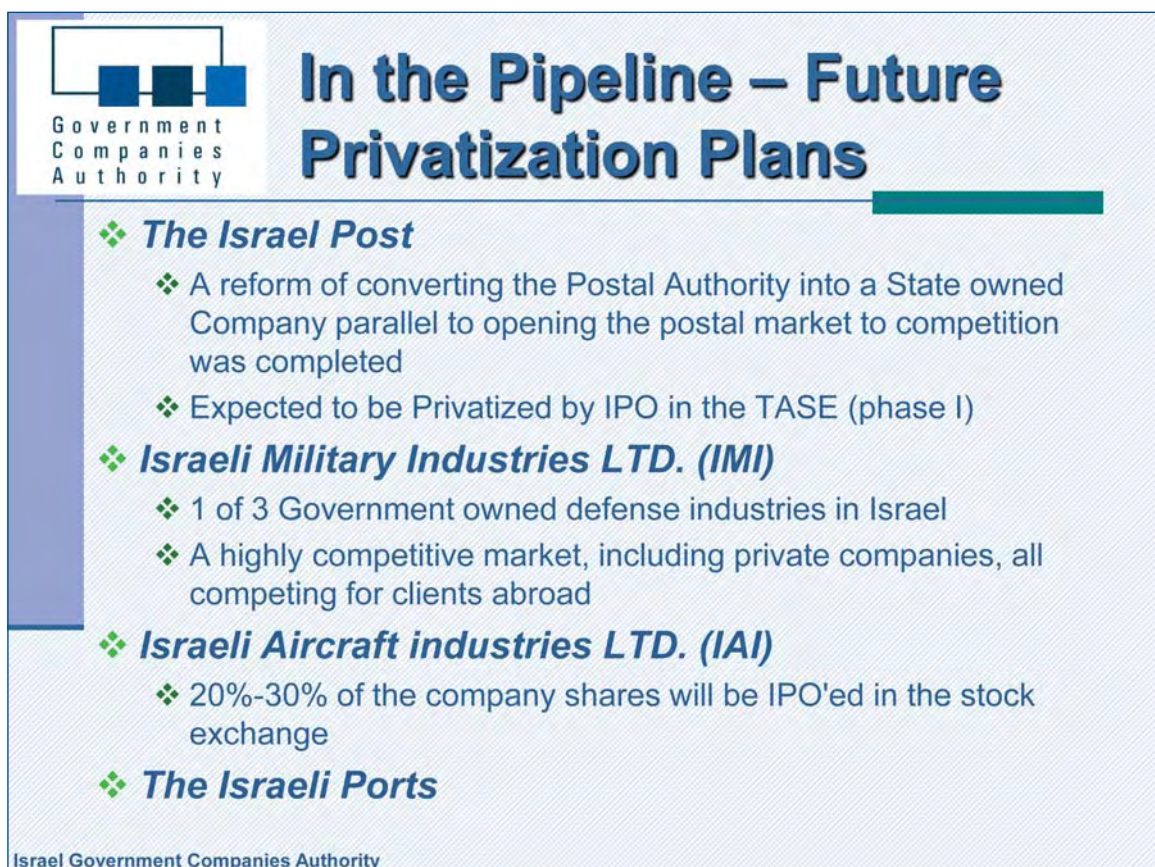 Government
Companies
Authority
In the Pipeline – Future
Privatization Plans
❖ The Israel Post
❖ A reform of converting the Postal Authority into a State owned
Company parallel to opening the postal market to competition
was completed
❖ Expected to be Privatized by IPO in the TASE (phase I)
❖ Israeli Military Industries LTD. (IMI)
❖ 1 of 3 Government owned defense industries in Israel
❖ A highly competitive market, including private companies, all
competing for clients abroad
❖ Israeli Aircraft industries LTD. (IAI)
❖ 20%-30% of the company shares will be IPO'ed in the stock
exchange
❖ The Israeli Ports
Israel Government Companies Authority